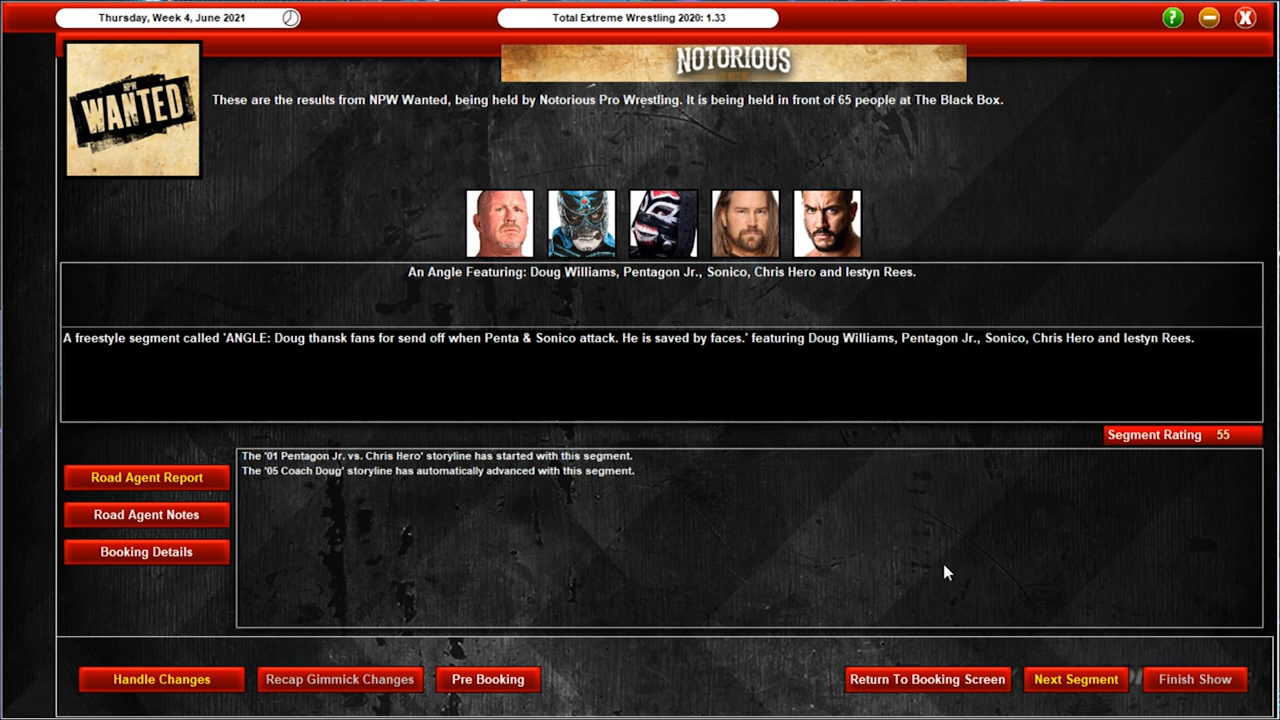 Thursday, Week 4, June 2021
Total Extreme Wrestling 2020: 1.33
?
X
NPW
WANTED
NOTORIOUS
These are the results from NPW Wanted, being held by Notorious Pro Wrestling. It is being held in front of 65 people at The Black Box.
An Angle Featuring: Doug Williams, Pentagon Jr., Sonico, Chris Hero and Iestyn Rees.
A freestyle segment called 'ANGLE: Doug thansk fans for send off when Penta & Sonico attack. He is saved by faces.' featuring Doug Williams, Pentagon Jr., Sonico, Chris Hero and Iestyn Rees.
Segment Rating 55
The '01 Pentagon Jr. vs. Chris Hero' storyline has started with this segment.
The '05 Coach Doug' storyline has automatically advanced with this segment.
Road Agent Report
Road Agent Notes
Booking Details
Handle Changes
Recap Gimmick Changes
Pre Booking
Return To Booking Screen
Next Segment
Finish Show